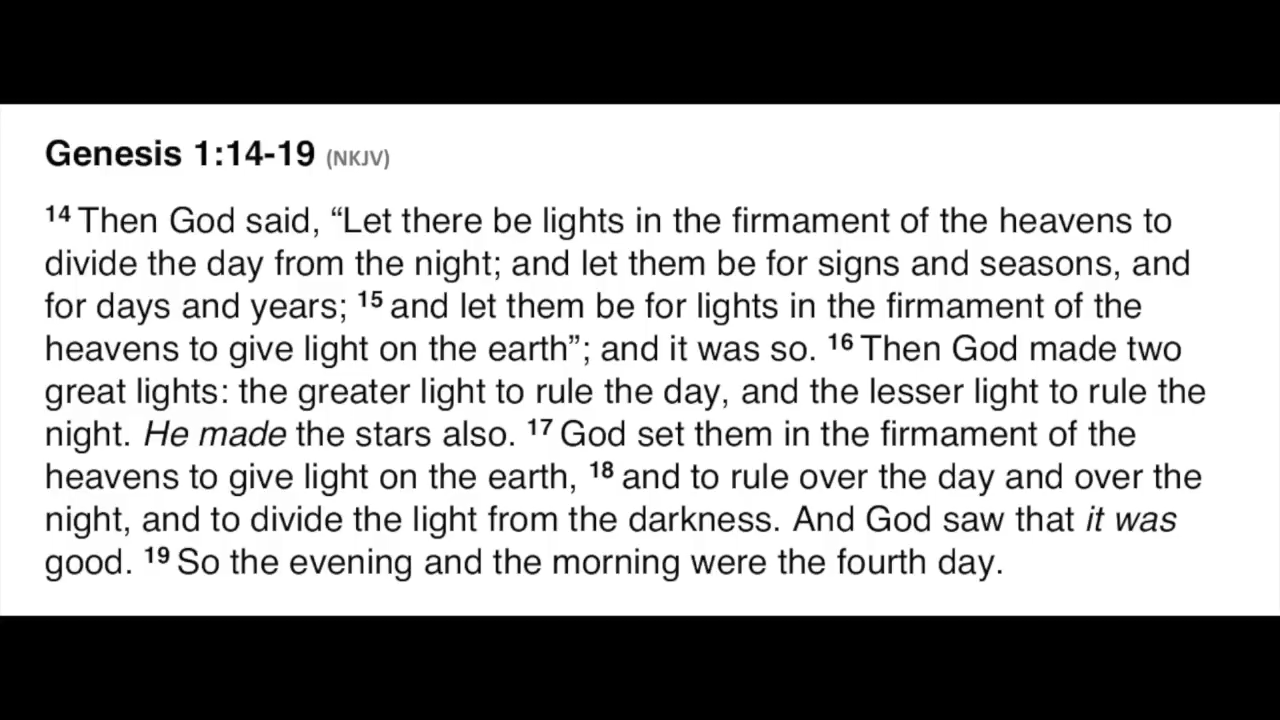 Genesis 1:14-19 (NKJV)
14 Then God said, “Let there be lights in the firmament of the heavens to
divide the day from the night; and let them be for signs and seasons, and
for days and years; 15 and let them be for lights in the firmament of the
heavens to give light on the earth”; and it was so. 16 Then God made two
great lights: the greater light to rule the day, and the lesser light to rule the
night. He made the stars also. 17 God set them in the firmament of the
heavens to give light on the earth, 18 and to rule over the day and over the
night, and to divide the light from the darkness. And God saw that it was
good. 19 So the evening and the morning were the fourth day.